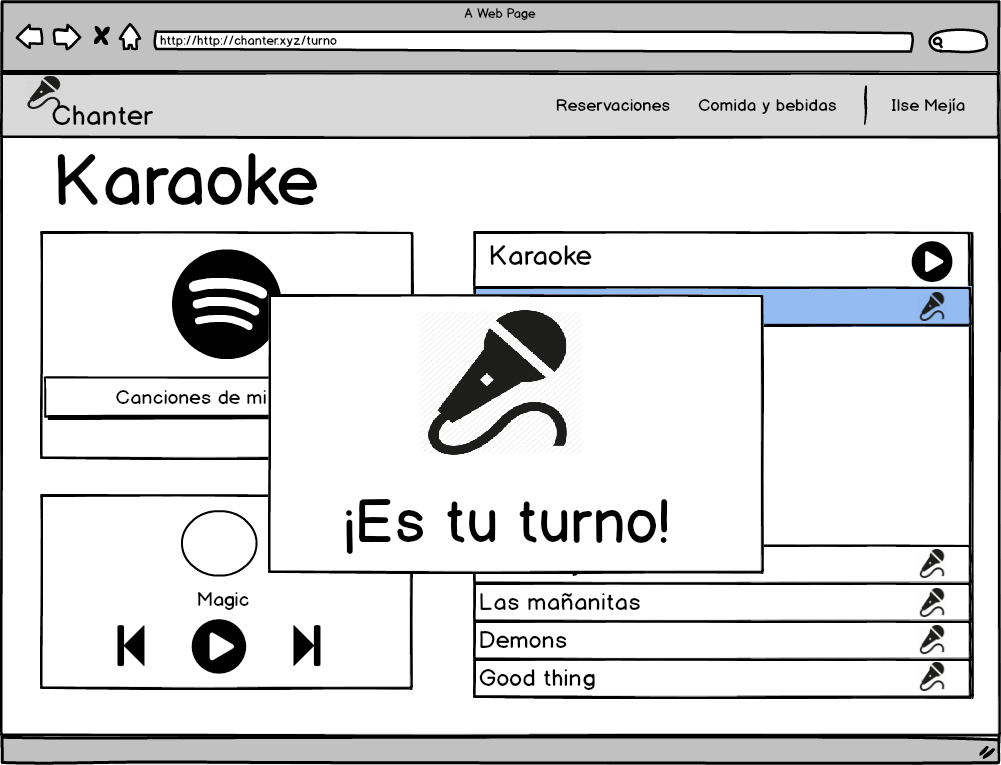 A Web Page
http://http://chanter.xyz/turno
Chanter
Reservaciones
Comida y bebidas
Ilse Mejía
Karaoke
Canciones de mi
Karaoke
¡Es tu turno!
Magic
Las mañanitas
Demons
Good thing